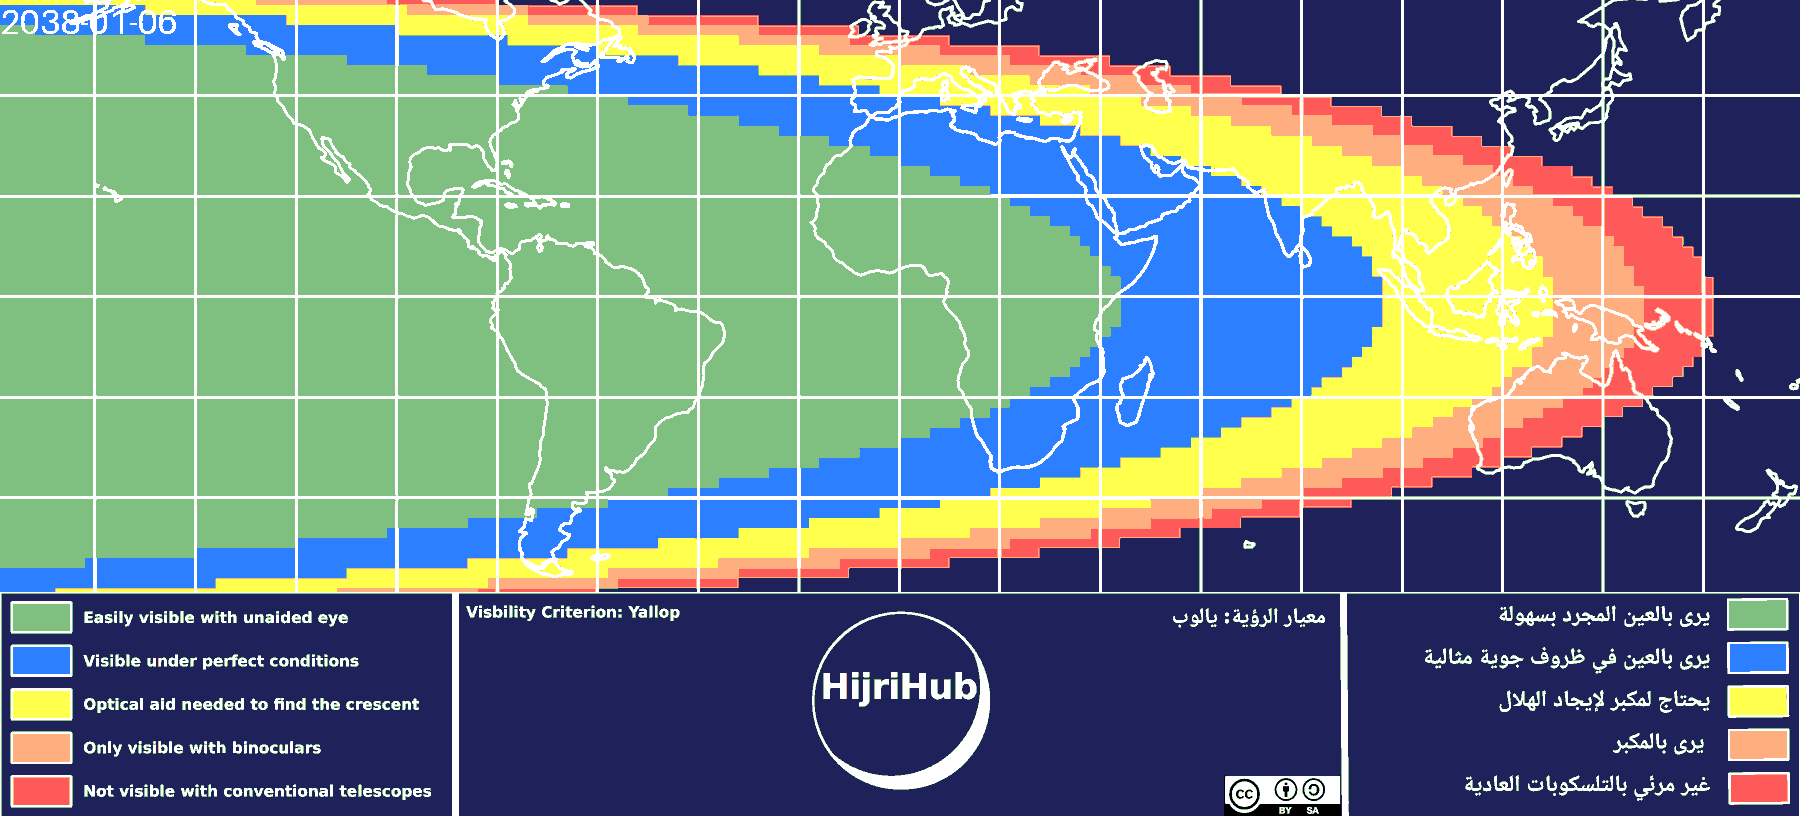 2038-01-06
Easily visible with unaided eye
Visible under perfect conditions
Optical aid needed to find the crescent
Only visible with binoculars
Not visible with conventional telescopes
Visbility Criterion: Yallop
معيار الرؤية: يالوب
HijriHub
cc
BY SA
يرى بالعين المجرد بسهولة
يرى بالعين في ظروف جوية مثالية
يحتاج لمكبر لإيجاد الهلال
يرى بالمكبر
غير مرئي بالتلسكوبات العادية